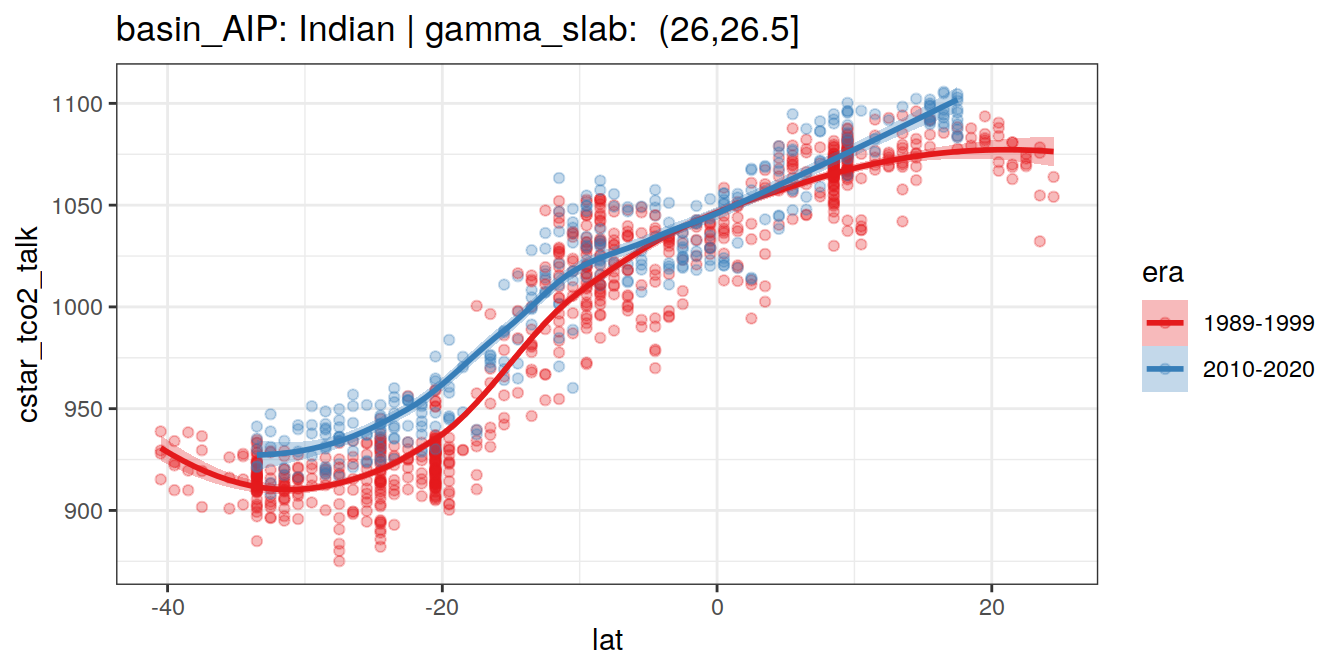 basin_AIP: Indian | gamma_slab:  (26,26.5]
cstar_tco2_talk
1100
1050
1000
950
900
-40
-20
0
20
lat
era
1989-1999
2010-2020